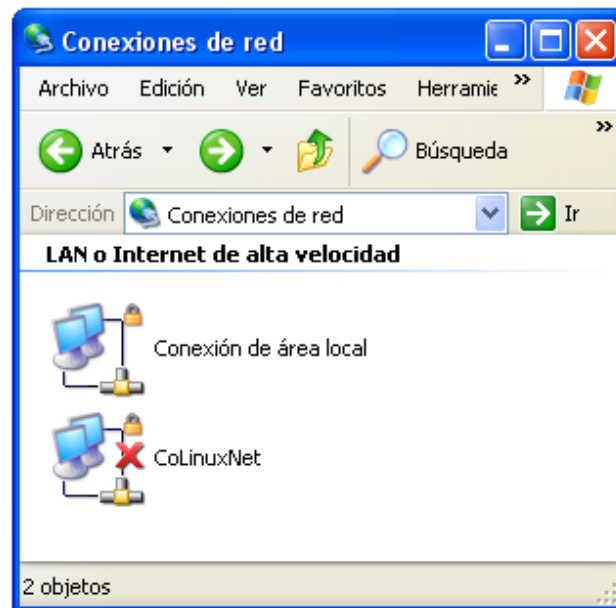 Conexiones de red
Archivo Edición Ver Favoritos Herramie »
Atrás Búsqueda »
Dirección Conexiones de red Ir
LAN o Internet de alta velocidad
Conexión de área local
CoLinuxNet
2 objetos